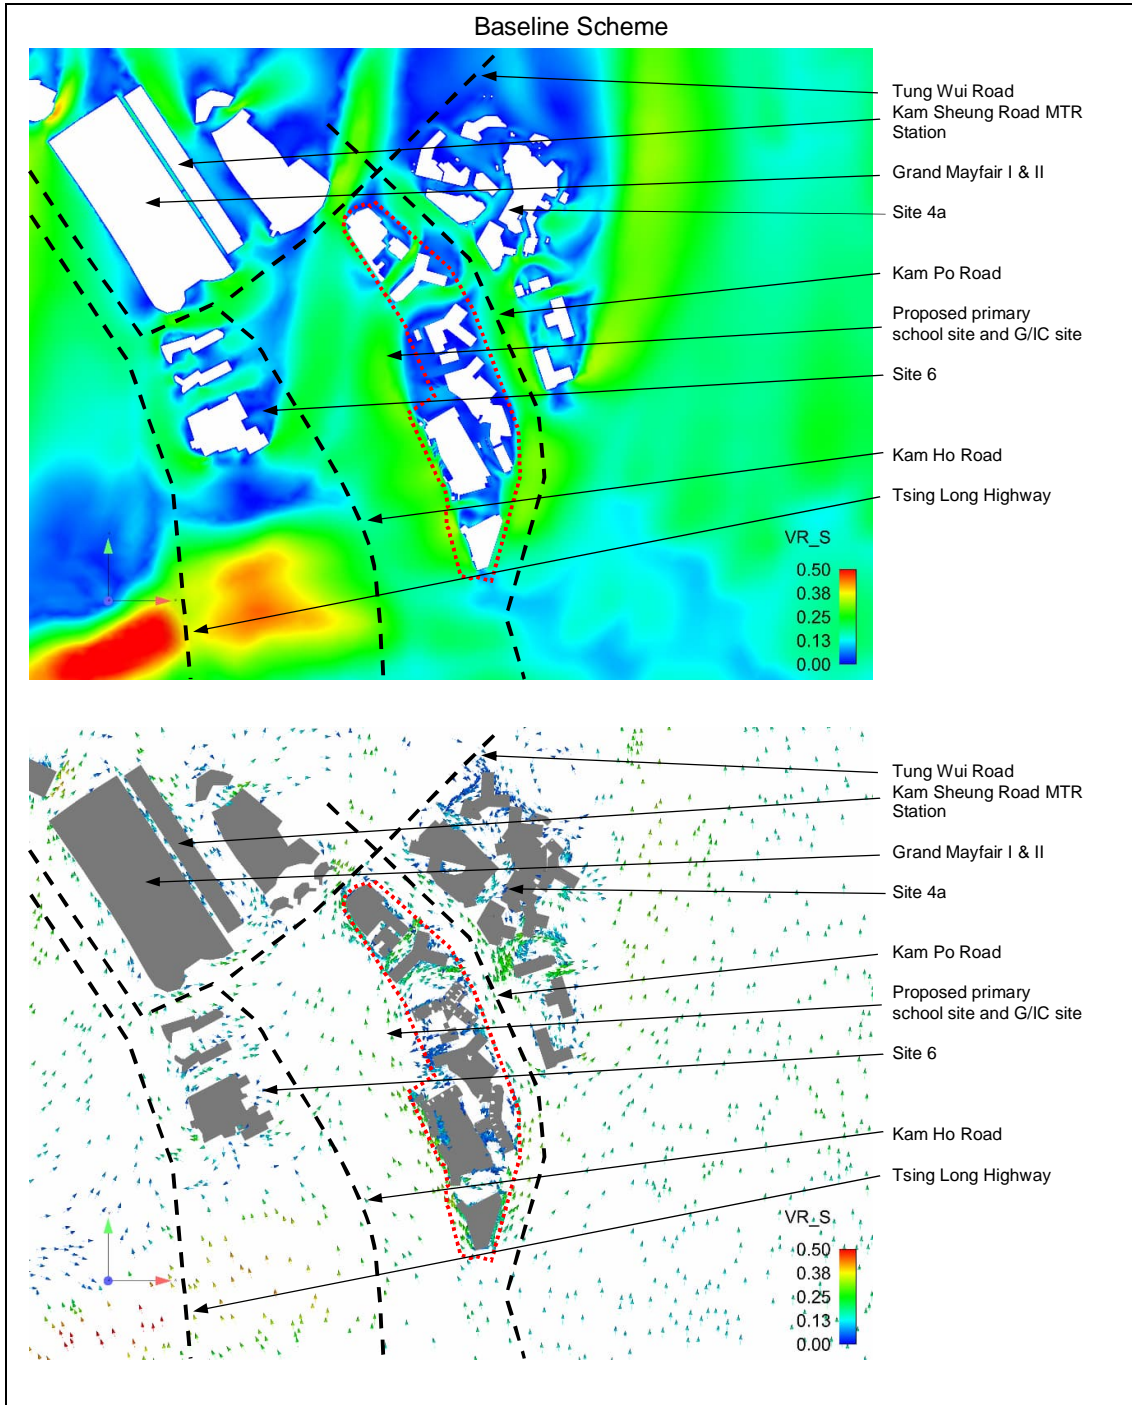 Baseline Scheme
Tung Wui Road
Kam Sheung Road MTR
Station
Grand Mayfair I & II
Site 4a
Kam Po Road
Proposed primary
school site and G/IC site
Site 6
Kam Ho Road
Tsing Long Highway
VR_S
0.50
0.38
0.25
0.13
0.00
Tung Wui Road
Kam Sheung Road MTR
Station
Grand Mayfair I & II
Site 4a
Kam Po Road
Proposed primary
school site and G/IC site
Site 6
Kam Ho Road
Tsing Long Highway
VR_S
0.50
0.38
0.25
0.13
0.00